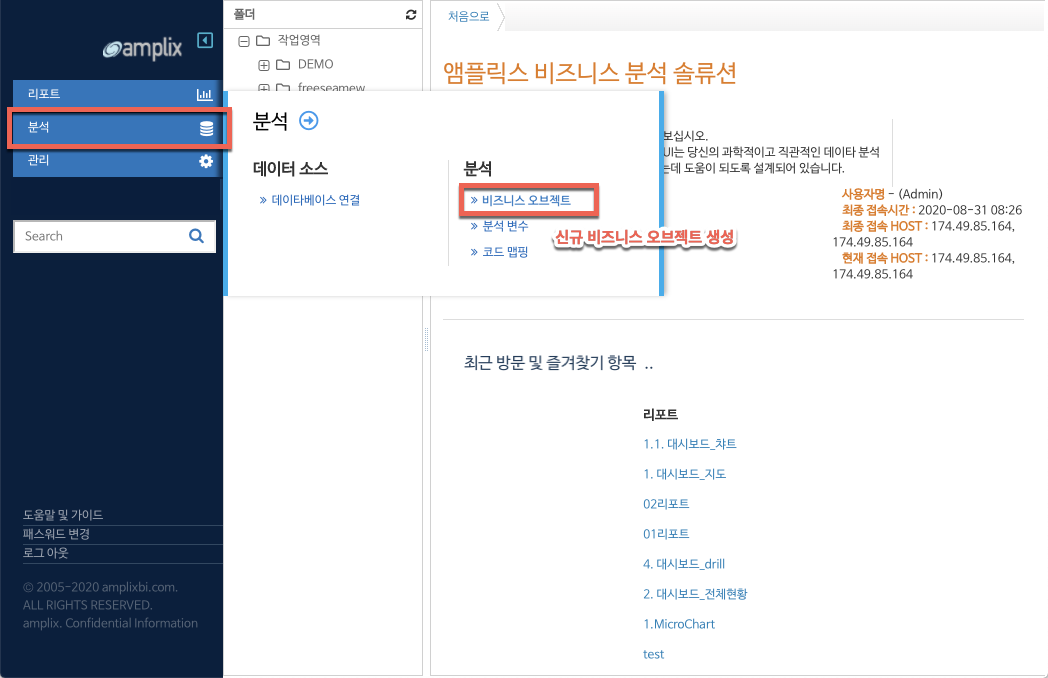 amplix
리포트
분석
관리
Search
도움말 및 가이드
패스워드 변경
로그 아웃
© 2005-2020 amplixbi.com.
ALL RIGHTS RESERVED.
amplix. Confidential Information
폴더
작업영역
DEMO
freeseamew
분석
데이터 소스
» 데이터베이스 연결
분석
» 비즈니스 오브젝트
» 분석 변수
» 코드 맵핑
신규 비즈니스 오브젝트 생성
처음으로
앰플릭스 비즈니스 분석 솔류션
보십시오.
UI는 당신의 과학적이고 직관적인 데이타 분석
는데 도움이 되도록 설계되어 있습니다.
사용자명 - (Admin)
최종 접속시간 : 2020-08-31 08:26
최종 접속 HOST : 174.49.85.164,
174.49.85.164
현재 접속 HOST : 174.49.85.164,
174.49.85.164
최근 방문 및 즐겨찾기 항목 ..
리포트
1.1. 대시보드_챠트
1. 대시보드_지도
02리포트
01리포트
4. 대시보드_drill
2. 대시보드_전체현황
1.MicroChart
test